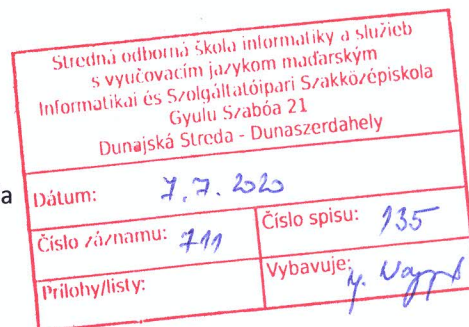 Stredná odborná škola informatiky a služieb
s vyučovacím jazykom maďarským
Informatikai és Szolgáltatóipari Szakközépiskola
Gyulu Szabóa 21
Dunajská Streda - Dunaszerdahely
a
Dátum: 7.7.2020
Číslo záznamu: 711
Číslo spisu: 135
Prílohy/listy:
Vybavuje: